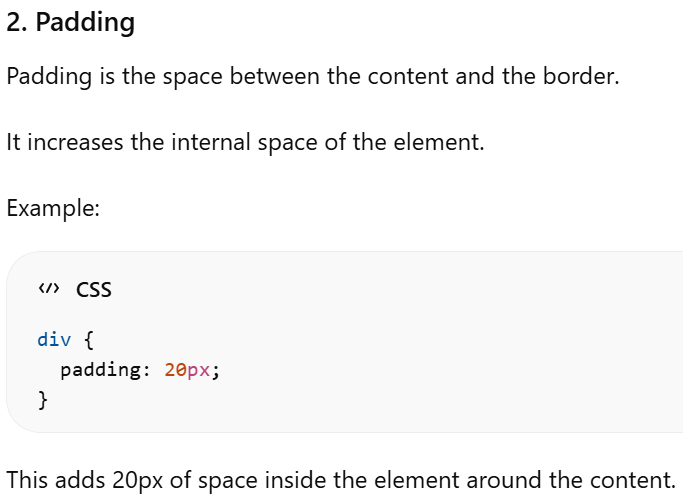 2. Padding
Padding is the space between the content and the border.
It increases the internal space of the element.
Example:
</> CSS
div {
  padding: 20px;
}
This adds 20px of space inside the element around the content.